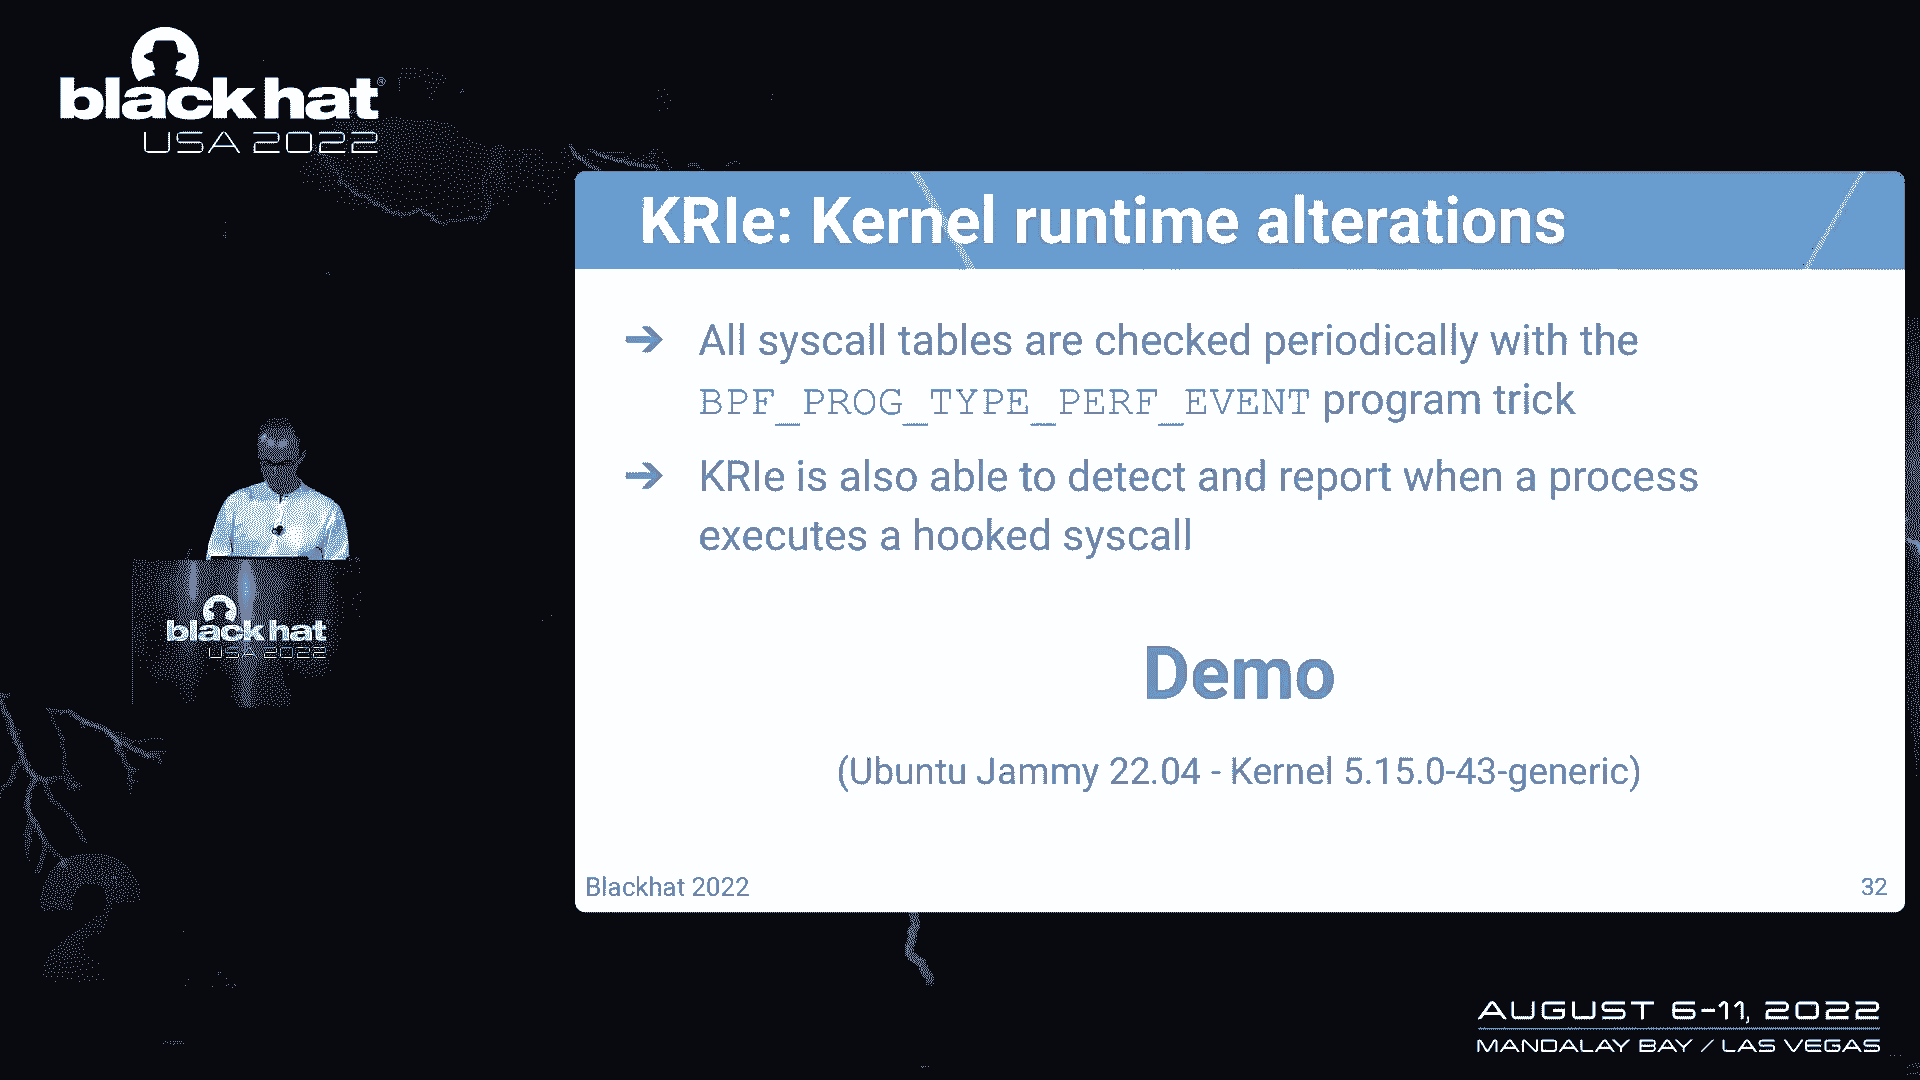 black hat®
USA 2022
KRIe: Kernel runtime alterations
➔ All syscall tables are checked periodically with the
BPF_PROG_TYPE_PERF_EVENT program trick
➔ KRIe is also able to detect and report when a process
executes a hooked syscall
Demo
(Ubuntu Jammy 22.04 - Kernel 5.15.0-43-generic)
Blackhat 2022
32
black hat
USA 2022
AUGUST 6-11, 2022
MANDALAY BAY / LAS VEGAS